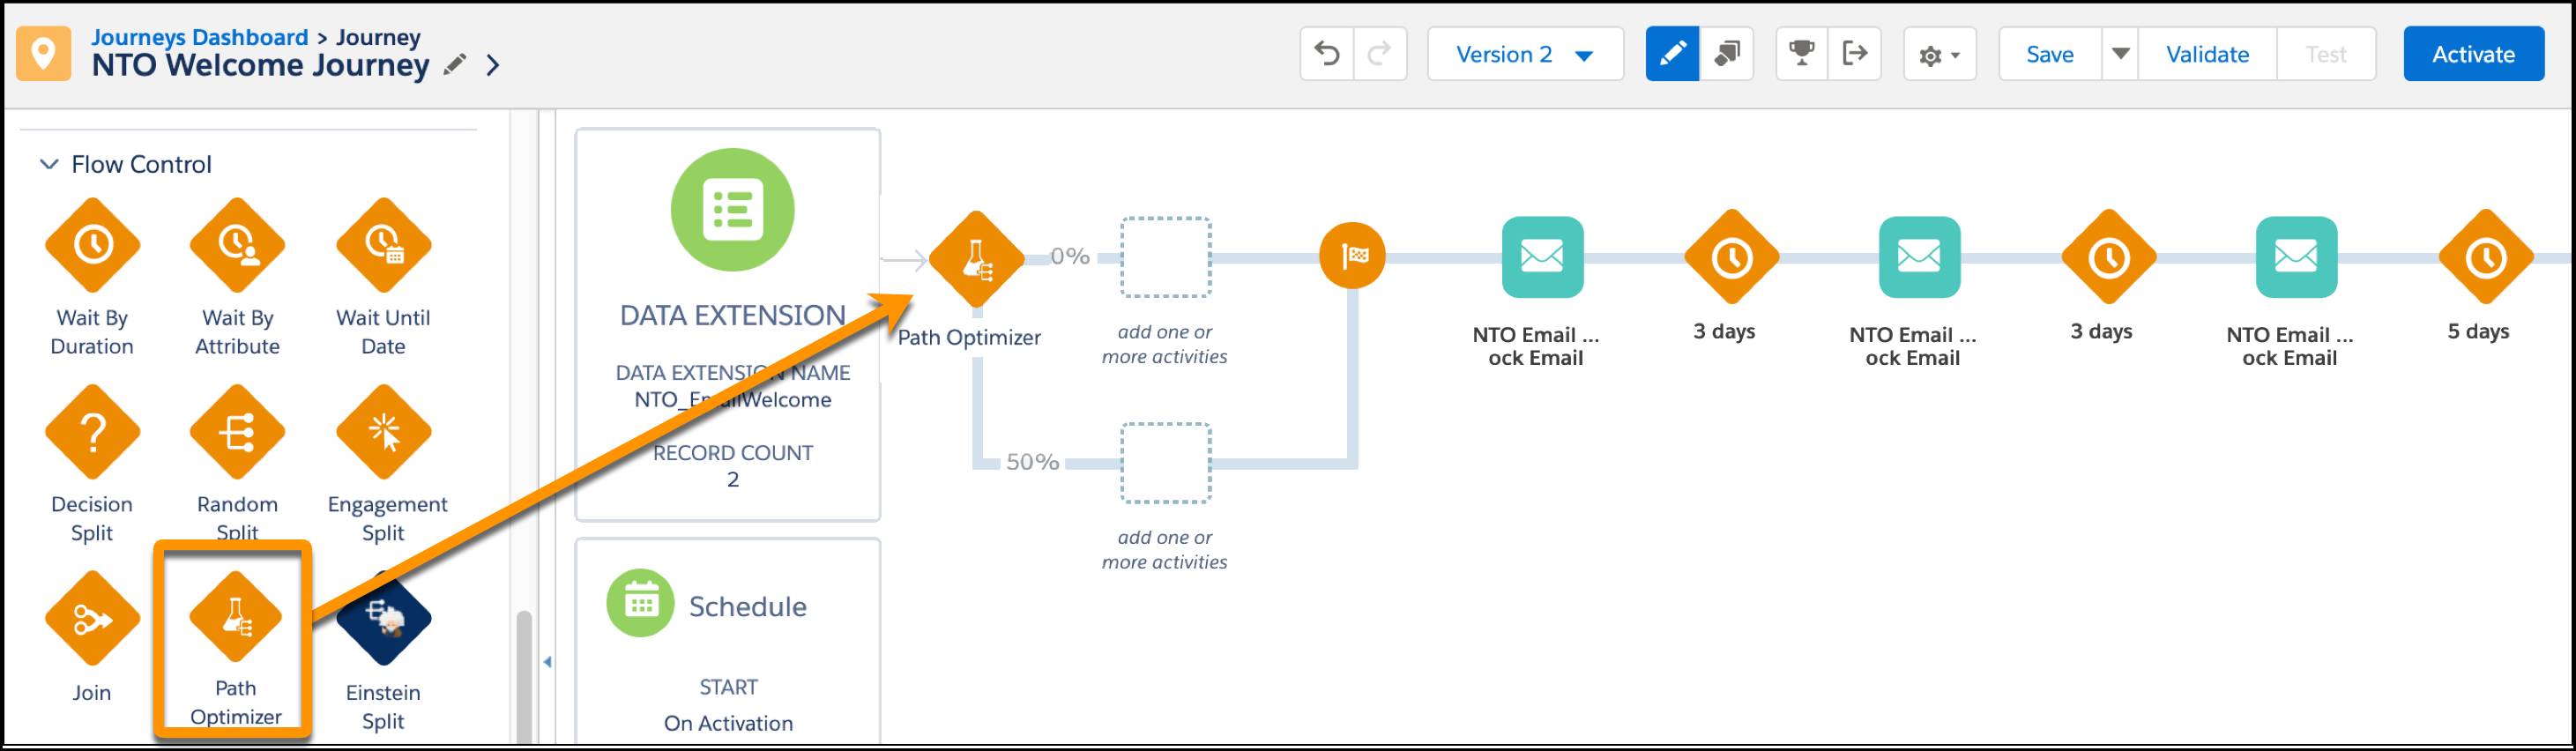 Journeys Dashboard > Journey
NTO Welcome Journey
Version 2
Save
Validate
Test
Activate
Flow Control
Wait By
Duration
Wait By
Attribute
Wait Until
Date
Decision
Split
Random
Split
Engagement
Split
Join
Path
Optimizer
Einstein
Split
DATA EXTENSION
DATA EXTENSION NAME
NTO_EmailWelcome
RECORD COUNT
2
Schedule
START
On Activation
Path Optimizer
0%
add one or
more activities
50%
add one or
more activities
NTO Email ...
ock Email
3 days
NTO Email ...
ock Email
3 days
NTO Email ...
ock Email
5 days